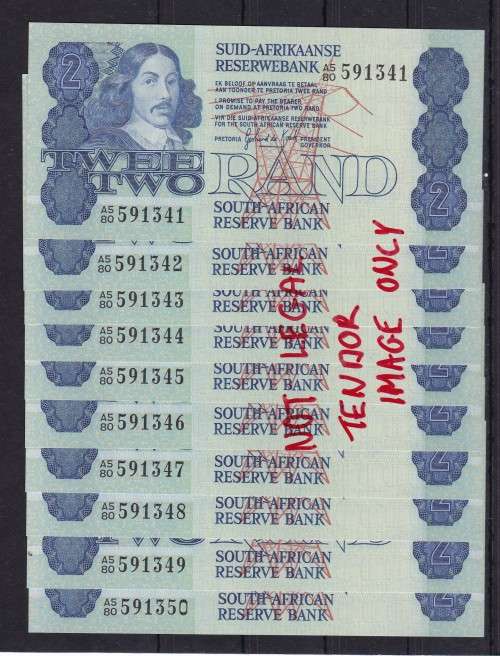 SUID-AFRIKAANSE
RESERWEBANK
A5
80 591341
2
EK BELOOF OP AANVRAAG TE BETAAL
AAN TOONDER TE PRETORIA TWEE RAND
I PROMISE TO PAY THE BEARER
ON DEMAND AT PRETORIA TWO RAND
VIR DIE SUID-AFRIKAANSE RESERWEBANK
FOR THE SOUTH AFRICAN RESERVE BANK
PRETORIA PRESIDENT
GOVERNOR
TWEE
TWO RAND
2
A5
80 591341
SOUTH AFRICAN
RESERVE BANK
A5
80 591342
SOUTH AFRICAN
RESERVE BANK
A5
80 591343
SOUTH AFRICAN
RESERVE BANK
A5
80 591344
SOUTH AFRICAN
RESERVE BANK
A5
80 591345
SOUTH AFRICAN
RESERVE BANK
A5
80 591346
SOUTH AFRICAN
RESERVE BANK
A5
80 591347
SOUTH AFRICAN
RESERVE BANK
A5
80 591348
SOUTH AFRICAN
RESERVE BANK
A5
80 591349
SOUTH AFRICAN
RESERVE BANK
A5
80 591350
SOUTH AFRICAN
RESERVE BANK
NOT LEGAL
TENDOR
IMAGE ONLY